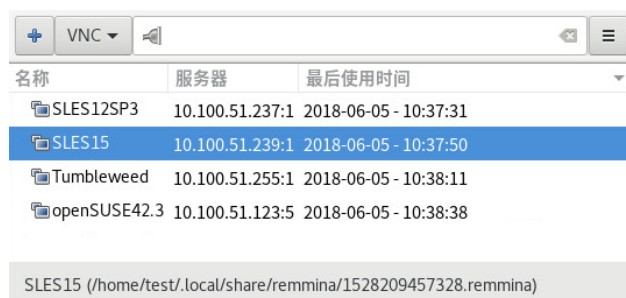 VNC
名称 服务器 最后使用时间
SLES12SP3 10.100.51.237:1 2018-06-05 - 10:37:31
SLES15 10.100.51.239:1 2018-06-05 - 10:37:50
Tumbleweed 10.100.51.255:1 2018-06-05 - 10:38:11
openSUSE42.3 10.100.51.123:5 2018-06-05 - 10:38:38
SLES15 (/home/test/.local/share/remmina/1528209457328.remmina)